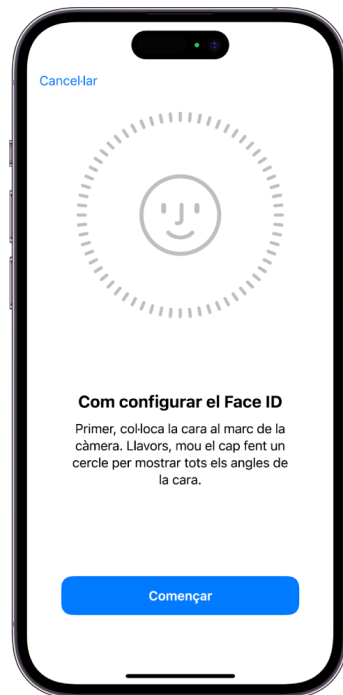 Cancel·lar
Com configurar el Face ID
Primer, col·loca la cara al marc de la
càmera. Llavors, mou el cap fent un
cercle per mostrar tots els angles de
la cara.
Començar